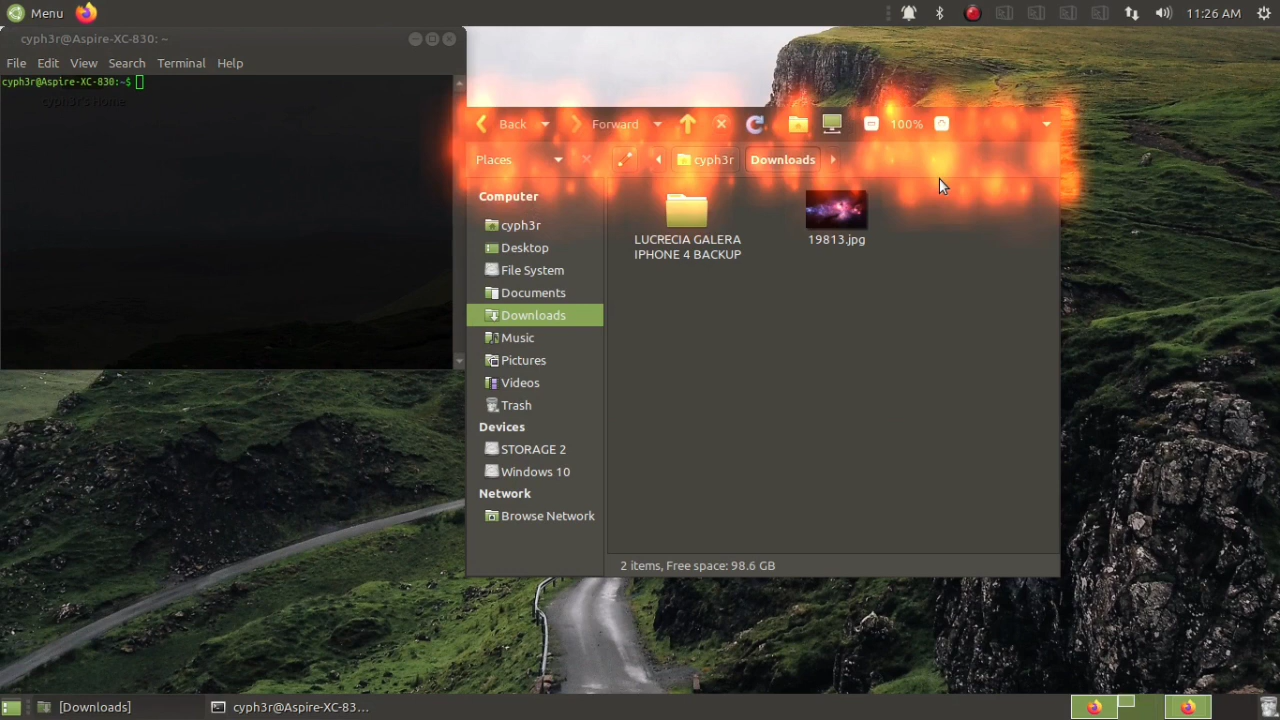 Menu
11:26 AM
cyph3r@Aspire-XC-830: ~
File Edit View Search Terminal Help
cyph3r@Aspire-XC-830:~$
cyph3r's Home
Back Forward 100%
Places cyph3r Downloads
Computer
cyph3r
Desktop
File System
Documents
Downloads
Music
Pictures
Videos
Trash
Devices
STORAGE 2
Windows 10
Network
Browse Network
LUCRECIA GALERA
IPHONE 4 BACKUP
19813.jpg
2 items, Free space: 98.6 GB
[Downloads] cyph3r@Aspire-XC-83...